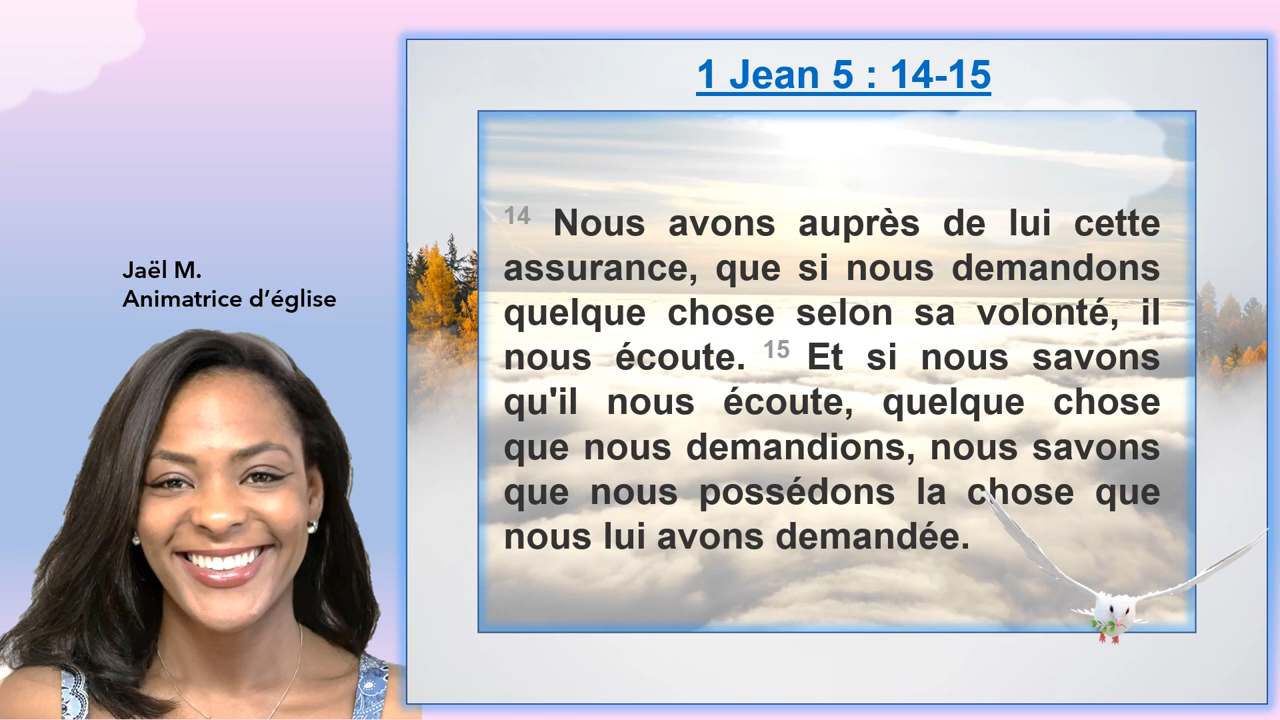 1 Jean 5 : 14-15
14 Nous avons auprès de lui cette
assurance, que si nous demandons
quelque chose selon sa volonté, il
nous écoute. 15 Et si nous savons
qu'il nous écoute, quelque chose
que nous demandions, nous savons
que nous possédons la chose que
nous lui avons demandée.
Jaël M.
Animatrice d’église